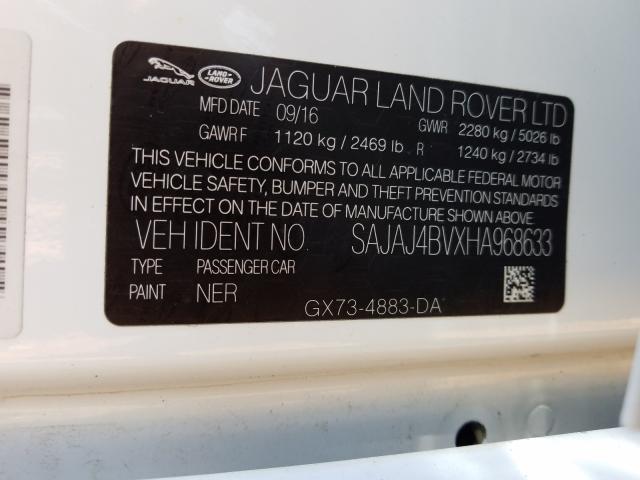 JAGUAR LAND- ROVER JAGUAR LAND ROVER LTD
MFD DATE 09/16 GVWR 2280 kg / 5026 lb
GAWR F 1120 kg / 2469 lb R 1240 kg / 2734 lb
THIS VEHICLE CONFORMS TO ALL APPLICABLE FEDERAL MOTOR
VEHICLE SAFETY, BUMPER AND THEFT PREVENTION STANDARDS
IN EFFECT ON THE DATE OF MANUFACTURE SHOWN ABOVE.
VEH IDENT NO. SAJAJ4BVXHA968633
TYPE PASSENGER CAR
PAINT NER
GX73-4883-DA